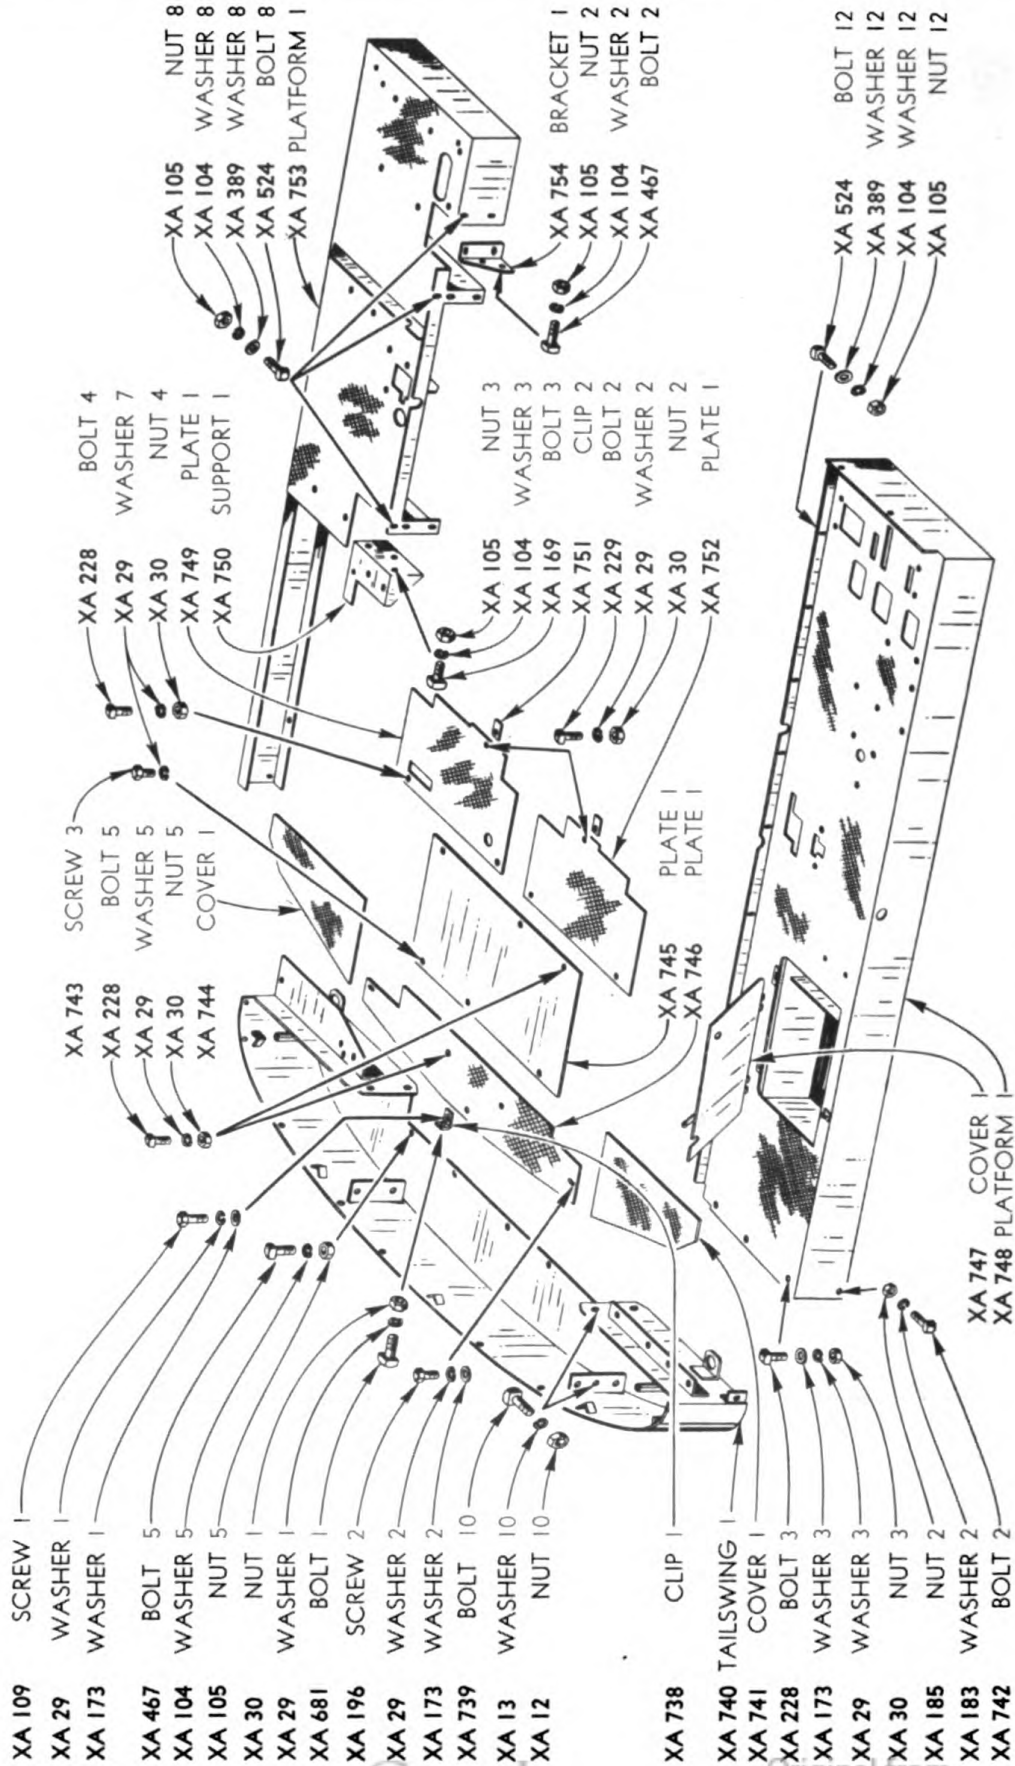 XA 109 SCREW 1
XA 29 WASHER 1
XA 173 WASHER 1
XA 467 BOLT 5
XA 104 WASHER 5
XA 105 NUT 5
XA 30 NUT 1
XA 29 WASHER 1
XA 681 BOLT 1
XA 196 SCREW 2
XA 29 WASHER 2
XA 173 WASHER 2
XA 739 BOLT 10
XA 13 WASHER 10
XA 12 NUT 10
XA 738 CLIP 1
XA 740 TAILSWING 1
XA 741 COVER 1
XA 228 BOLT 3
XA 173 WASHER 3
XA 29 WASHER 3
XA 30 NUT 3
XA 185 NUT 2
XA 183 WASHER 2
XA 742 BOLT 2
XA 743 SCREW 3
XA 228 BOLT 5
XA 29 WASHER 5
XA 30 NUT 5
XA 744 COVER 1
XA 745 PLATE 1
XA 746 PLATE 1
XA 747 COVER 1
XA 748 PLATFORM 1
XA 228 BOLT 4
XA 29 WASHER 7
XA 30 NUT 4
XA 749 PLATE 1
XA 750 SUPPORT 1
XA 105 NUT 3
XA 104 WASHER 3
XA 169 BOLT 3
XA 751 CLIP 2
XA 229 BOLT 2
XA 29 WASHER 2
XA 30 NUT 2
XA 752 PLATE 1
XA 105 NUT 8
XA 104 WASHER 8
XA 389 WASHER 8
XA 524 BOLT 8
XA 753 PLATFORM 1
XA 754 BRACKET 1
XA 105 NUT 2
XA 104 WASHER 2
XA 467 BOLT 2
XA 524 BOLT 12
XA 389 WASHER 12
XA 104 WASHER 12
XA 105 NUT 12
Original from